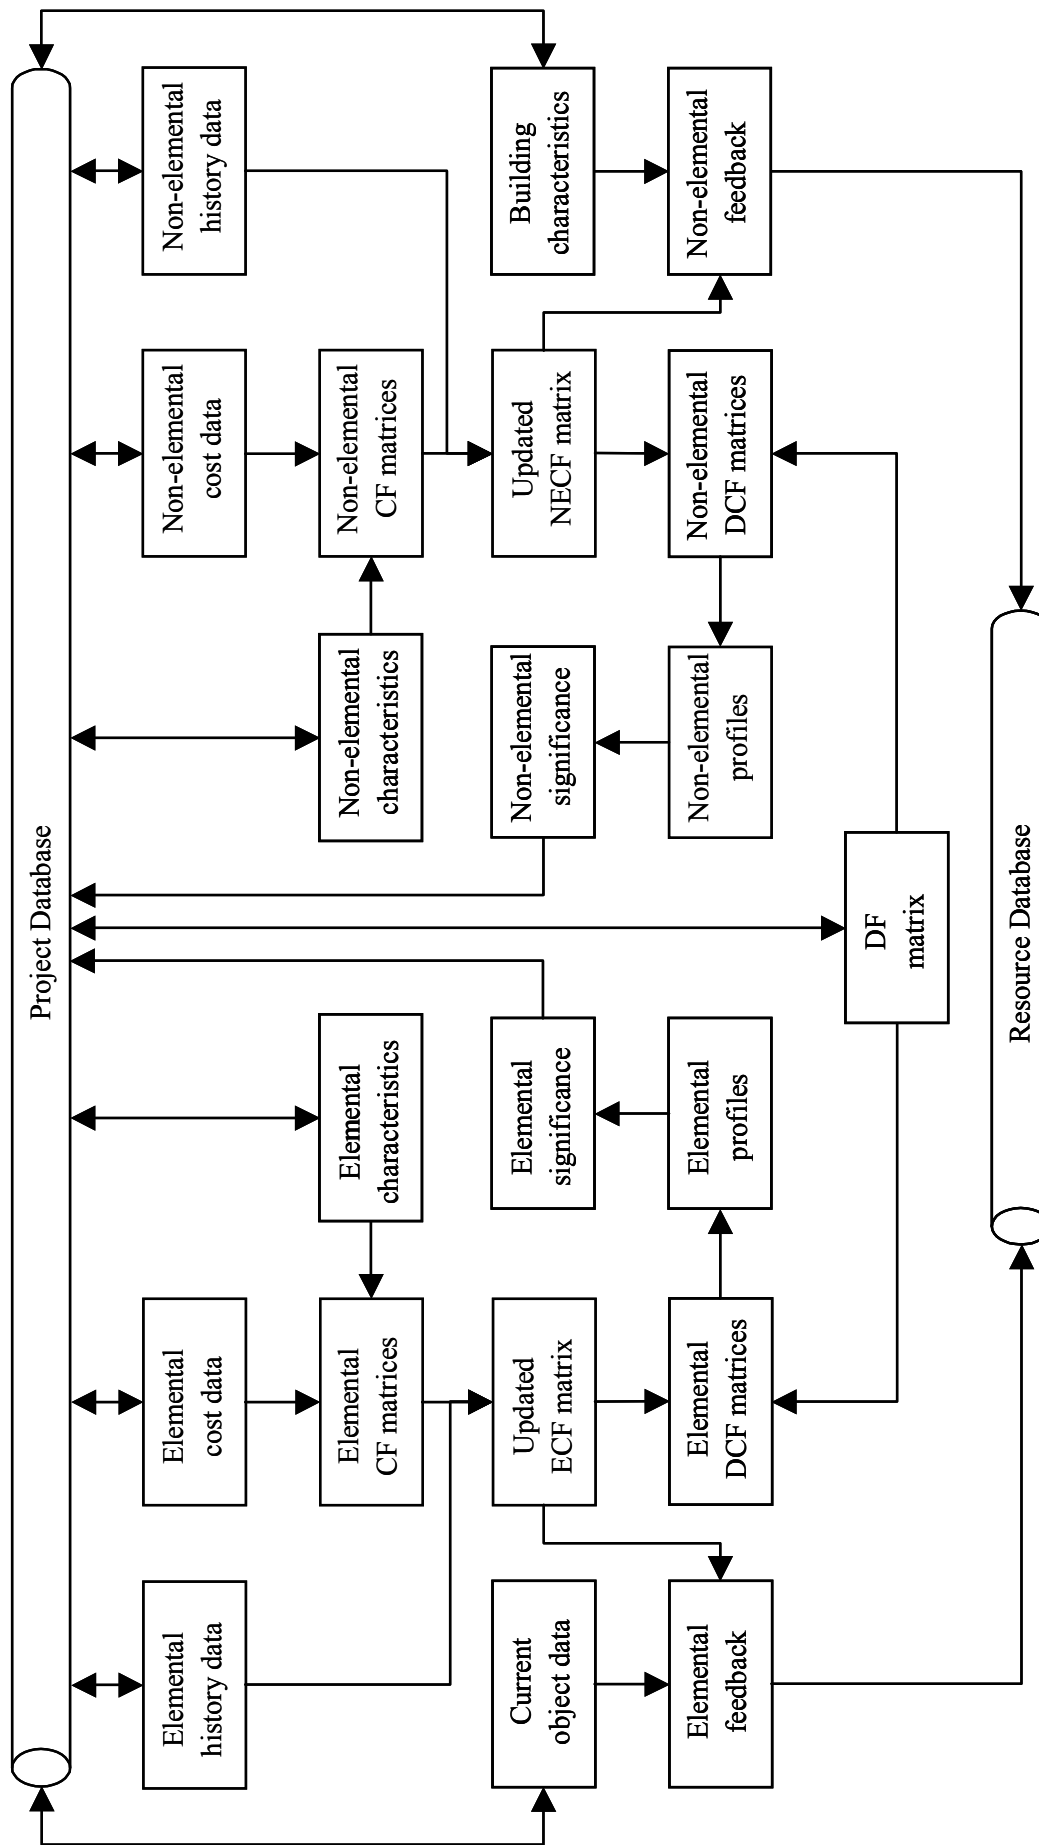 Project Database
Elemental
history data
Elemental
cost data
Non-elemental
cost data
Non-elemental
history data
Elemental
CF matrices
Elemental
characteristics
Non-elemental
characteristics
Non-elemental
CF matrices
Current
object data
Updated
ECF matrix
Elemental
significance
Non-elemental
significance
Updated
NECF matrix
Building
characteristics
Elemental
feedback
Elemental
DCF matrices
Elemental
profiles
Non-elemental
profiles
Non-elemental
DCF matrices
Non-elemental
feedback
DF
matrix
Resource Database